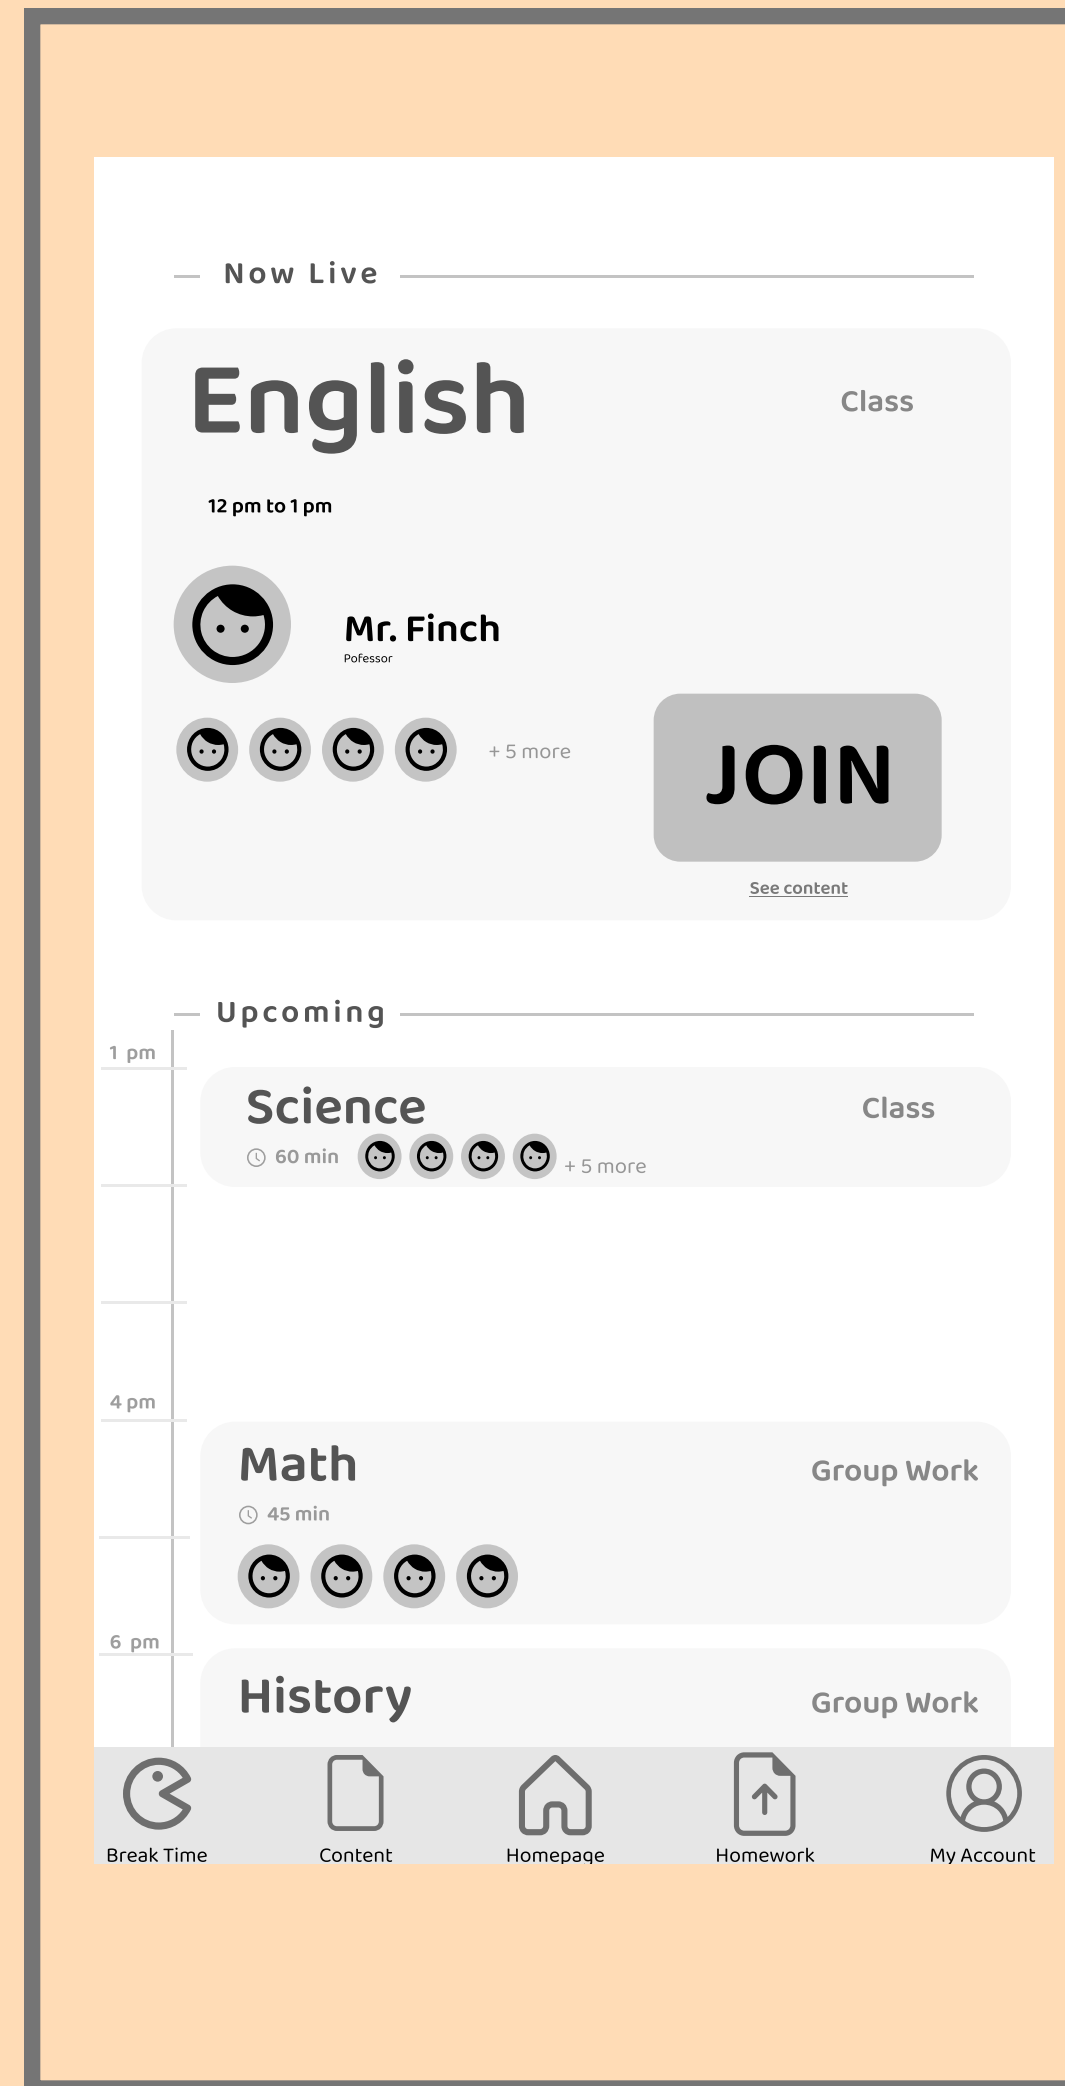 Now Live
English
Class
12 pm to 1 pm
Mr. Finch
Pofessor
+ 5 more
JOIN
See content
Upcoming
1 pm
Science
Class
60 min
+ 5 more
4 pm
Math
Group Work
45 min
6 pm
History
Group Work
Break Time
Content
Homepage
Homework
My Account